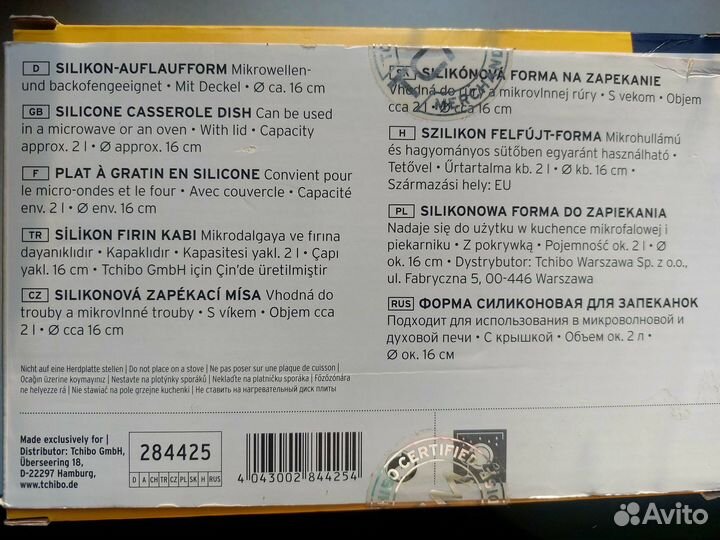 D SILIKON-AUFLAUFFORM Mikrowellen-
und backofengeeignet • Mit Deckel • Ø ca. 16 cm
GB SILICONE CASSEROLE DISH Can be used
in a microwave or an oven • With lid • Capacity
approx. 2 l • Ø approx. 16 cm
F PLAT À GRATIN EN SILICONE Convient pour
le micro-ondes et le four • Avec couvercle • Capacité
env. 2 l • Ø env. 16 cm
TR SİLİKON FIRIN KABI Mikrodalgaya ve fırına
dayanıklıdır • Kapaklıdır • Kapasitesi yakl. 2 l • Çapı
yakl. 16 cm • Tchibo GmbH için Çin'de üretilmiştir
CZ SILIKONOVÁ ZAPÉKACÍ MÍSA Vhodná do
trouby a mikrovlnné trouby • S víkem • Objem cca
2 l • Ø cca 16 cm
SILIKÓNOVÁ FORMA NA ZAPEKANIE
Vhodná do a mikrovlnnej rúry • S vekom • Objem
cca 2 l • Ø cca 16 cm
H SZILIKON FELFÚJT-FORMA Mikrohullámú
és hagyományos sütőben egyaránt használható •
Tetővel • Űrtartalma kb. 2 l • Ø kb. 16 cm •
Származási hely: EU
PL SILIKONOWA FORMA DO ZAPIEKANIA
Nadaje się do użytku w kuchence mikrofalowej i
piekarniku • Z pokrywką • Pojemność ok. 2 l • Ø
ok. 16 cm • Dystrybutor: Tchibo Warszawa Sp. z o.o.,
ul. Fabryczna 5, 00-446 Warszawa
RUS ФОРМА СИЛИКОНОВАЯ ДЛЯ ЗАПЕКАНОК
Подходит для использования в микроволновой и
духовой печи • С крышкой • Объем ок. 2 л •
Ø ок. 16 см
Nicht auf eine Herdplatte stellen | Do not place on a stove | Ne pas poser sur une plaque de cuisson |
Ocağın üzerine koymayınız | Nestavte na plotýnky sporáků | Neklaďte na platničku sporáka | Főzőzónára
ne helyezze rá | Nie stawiać na pole grzejne kuchenki | Не ставить на нагревательный диск плиты
Made exclusively for |
Distributor: Tchibo GmbH,
Überseering 18,
D-22297 Hamburg,
www.tchibo.com
284425
D A CH TR CZ PL SK H RUS
4 043002 844254
MERCHAND
CERTIFIED
Avito